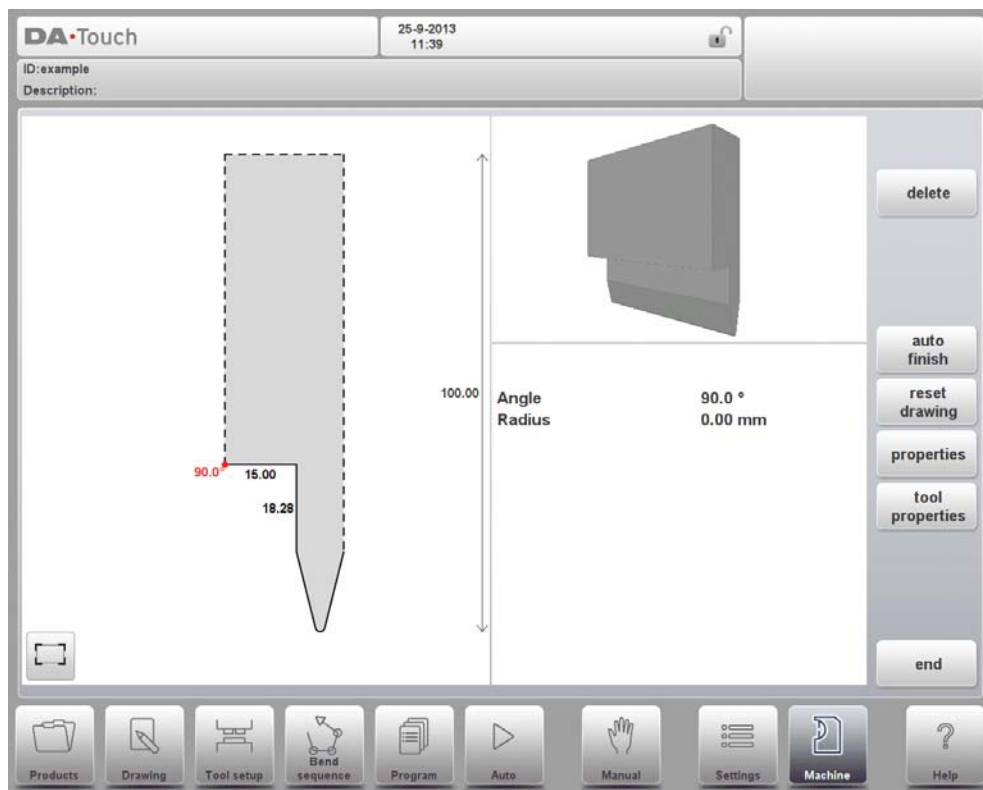 DA•Touch
25-9-2013
11:39
ID:example
Description:
100.00
90.0°
15.00
18.28
Angle 90.0 °
Radius 0.00 mm
delete
auto
finish
reset
drawing
properties
tool
properties
end
Products
Drawing
Tool setup
Bend
sequence
Program
Auto
Manual
Settings
Machine
?
Help